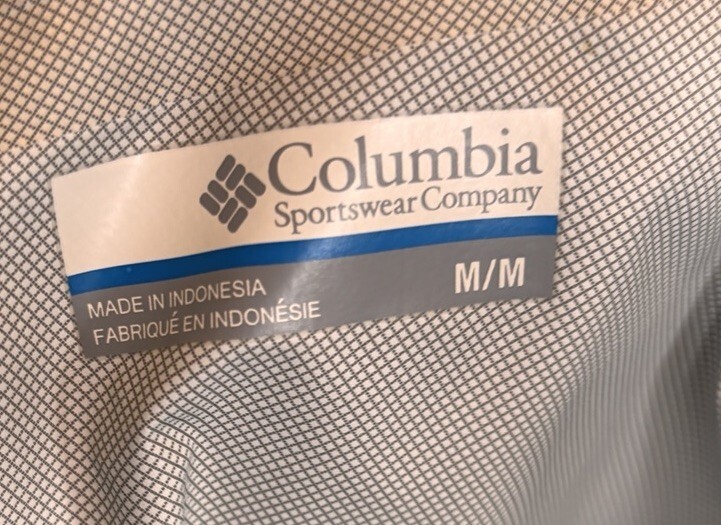 Columbia
Sportswear Company
M/M
MADE IN INDONESIA
FABRIQUÉ EN INDONÉSIE